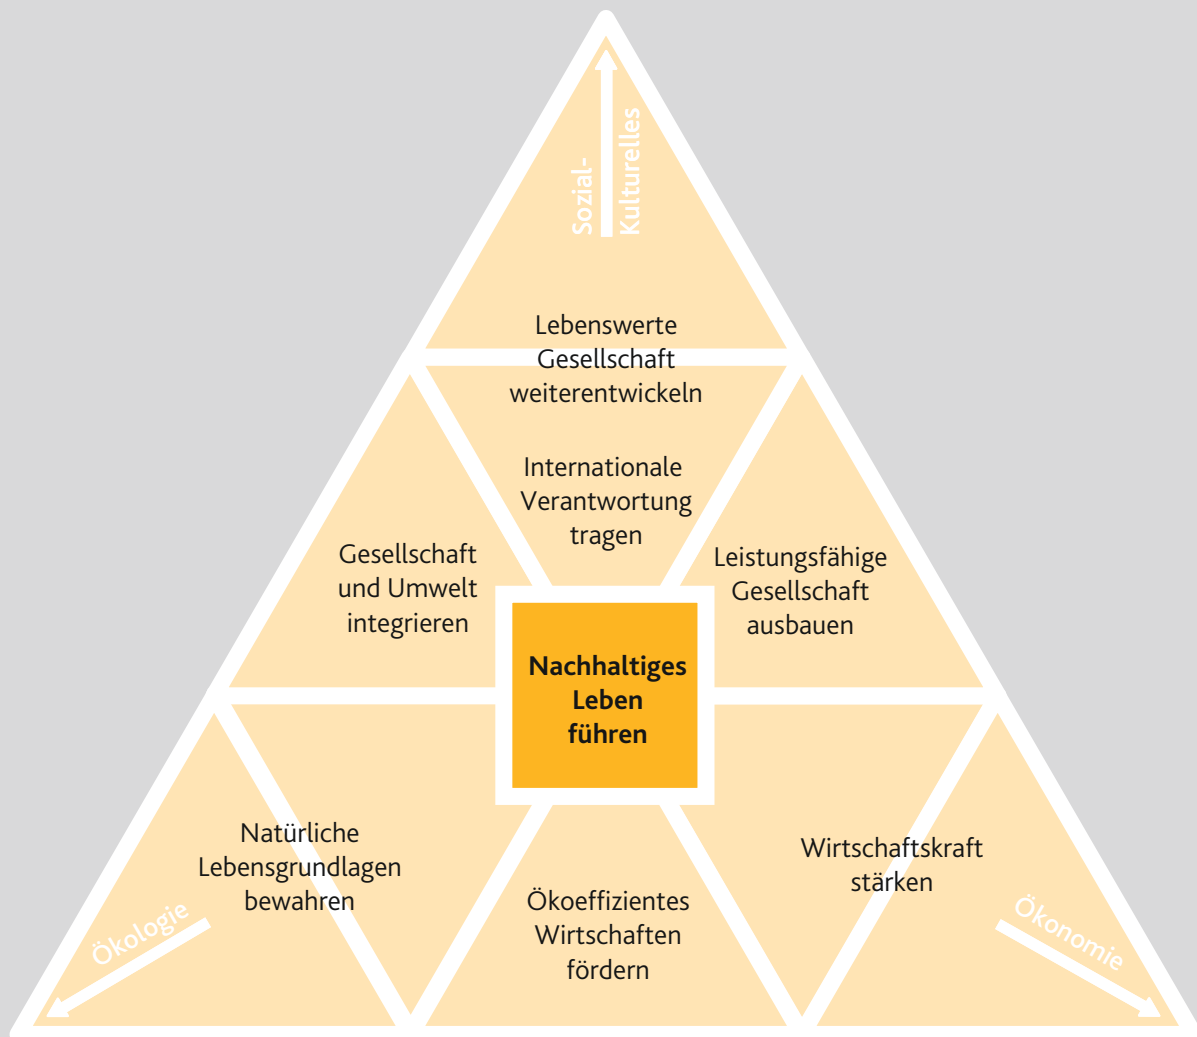 Sozial-
Kulturelles
Lebenswerte
Gesellschaft
weiterentwickeln
Internationale
Verantwortung
tragen
Gesellschaft
und Umwelt
integrieren
Leistungsfähige
Gesellschaft
ausbauen
Nachhaltiges
Leben
führen
Natürliche
Lebensgrundlagen
bewahren
Wirtschaftskraft
stärken
Ökoeffizientes
Wirtschaften
fördern
Ökologie
Ökonomie